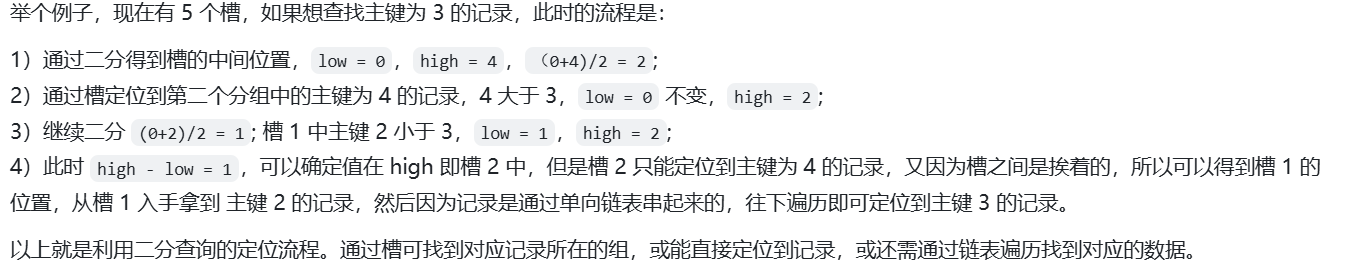 举个例子，现在有 5 个槽，如果想查找主键为 3 的记录，此时的流程是：
1）通过二分得到槽的中间位置， low = 0 ， high = 4 ， （0+4)/2 = 2 ；
2）通过槽定位到第二个分组中的主键为 4 的记录，4 大于 3， low = 0 不变， high = 2 ；
3）继续二分 (0+2)/2 = 1 ; 槽 1 中主键 2 小于 3， low = 1 ， high = 2 ；
4）此时 high - low = 1 ，可以确定值在 high 即槽 2 中，但是槽 2 只能定位到主键为 4 的记录，又因为槽之间是挨着的，所以可以得到槽 1 的
位置，从槽 1 入手拿到 主键 2 的记录，然后因为记录是通过单向链表串起来的，往下遍历即可定位到主键 3 的记录。
以上就是利用二分查询的定位流程。通过槽可找到对应记录所在的组，或能直接定位到记录，或还需通过链表遍历找到对应的数据。